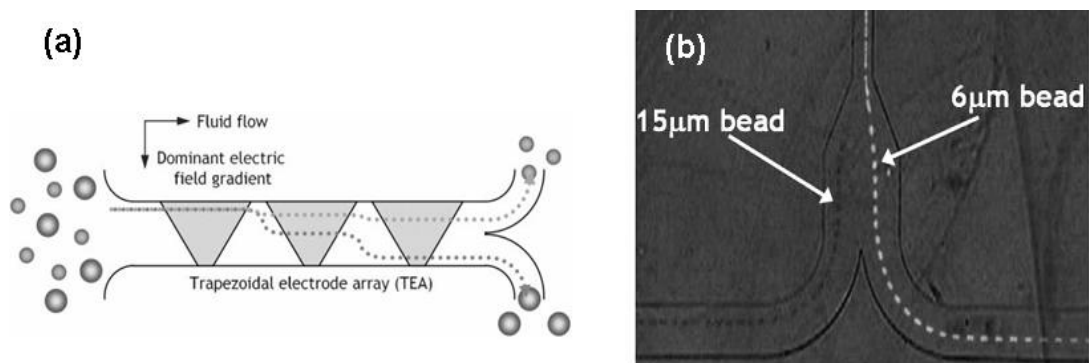 (a)
Fluid flow
Dominant electric
field gradient
Trapezoidal electrode array (TEA)
(b)
15μm bead
6μm bead